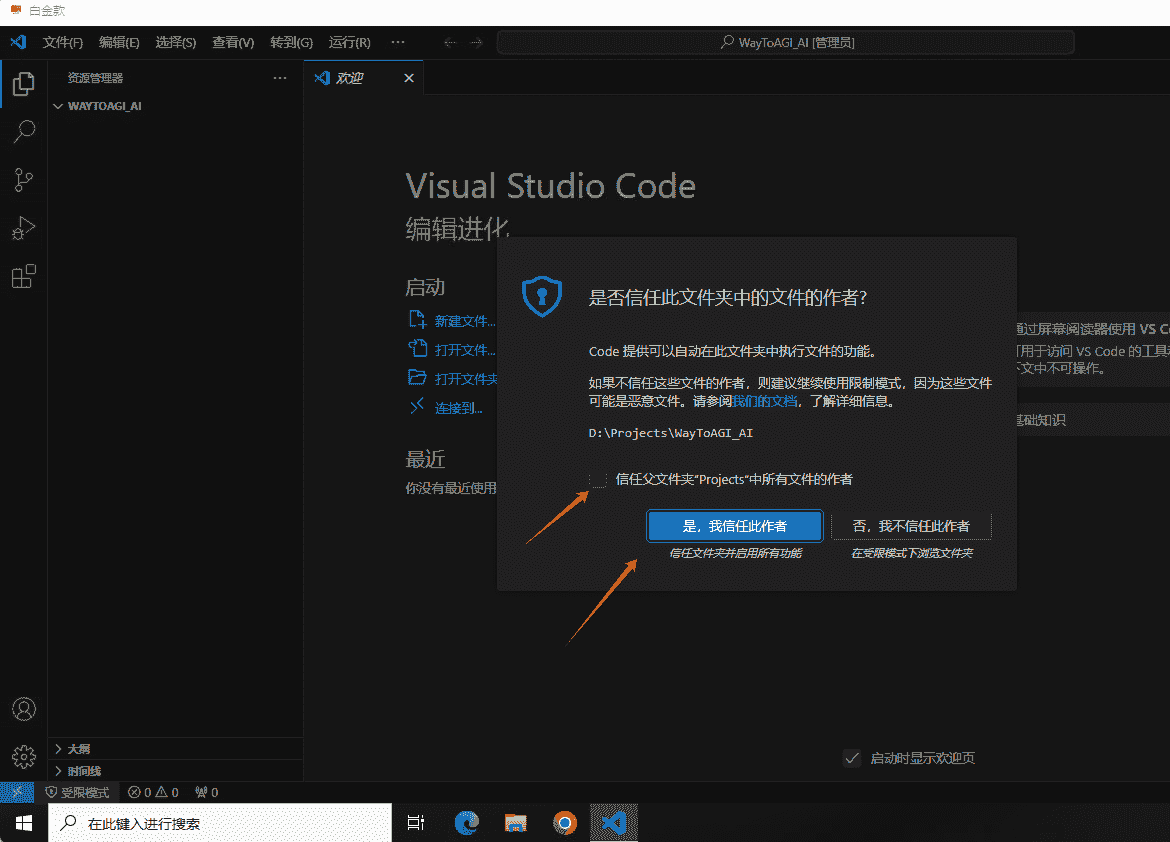 白金款
文件(F) 编辑(E) 选择(S) 查看(V) 转到(G) 运行(R) ··· WayToAGI_AI [管理员]
资源管理器 ···
欢迎
WAYTOAGI_AI
Visual Studio Code
编辑进化
启动
新建文件...
打开文件...
打开文件夹
连接到...
最近
你没有最近使用
是否信任此文件夹中的文件的作者?
Code 提供可以自动在此文件夹中执行文件的功能。
如果不信任这些文件的作者，则建议继续使用限制模式，因为这些文件
可能是恶意文件。请参阅我们的文档，了解详细信息。
D:\Projects\WayToAGI_AI
信任父文件夹"Projects"中所有文件的作者
是，我信任此作者
信任文件夹并启用所有功能
否，我不信任此作者
在受限模式下浏览文件夹
通过屏幕阅读器使用 VS Co
可用于访问 VS Code 的工具和
下文中不可操作。
基础知识
启动时显示欢迎页
大纲
时间线
受限模式 0 0 0
在此键入进行搜索